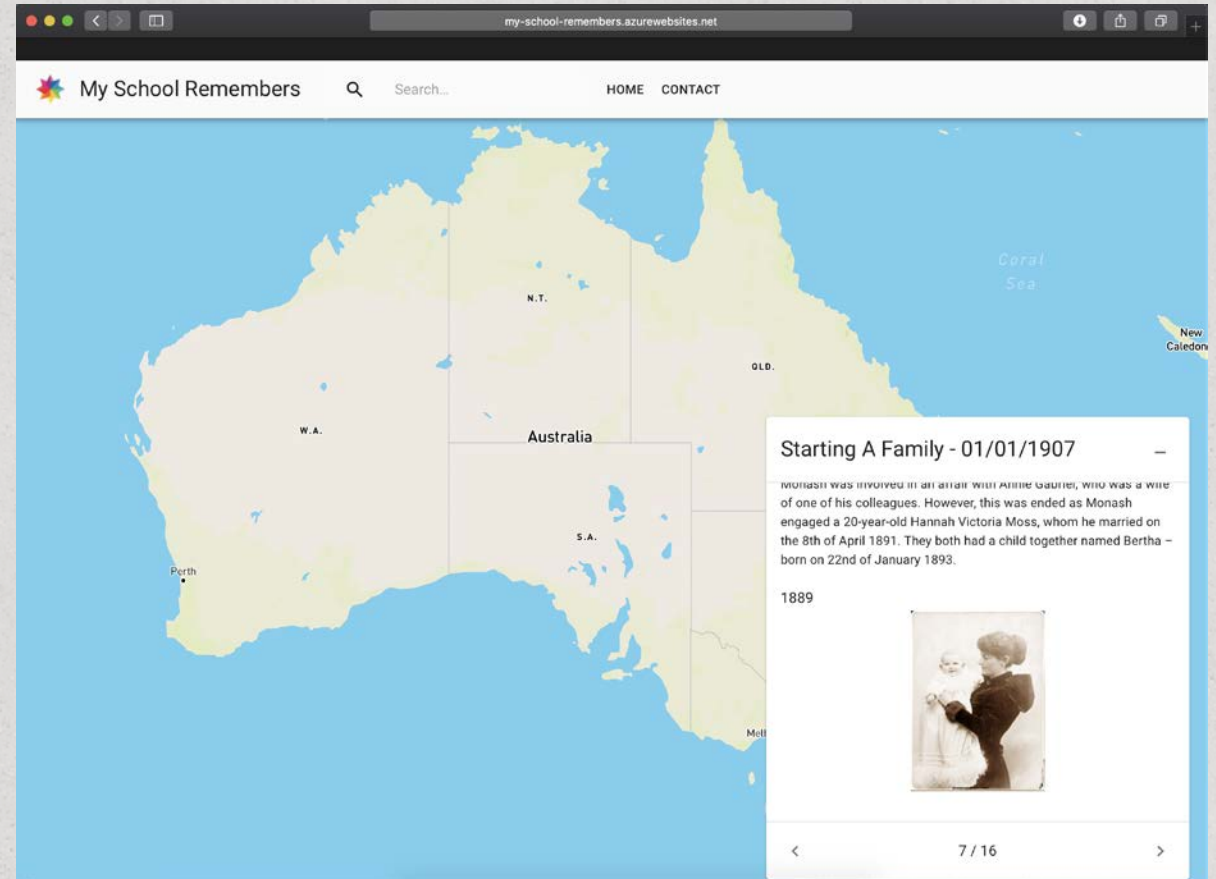 my-school-remembers.azurewebsites.net
My School Remembers
Search...
HOME
CONTACT
Coral
Sea
N.T.
New
Caledon
QLD.
W.A.
Australia
Starting A Family - 01/01/1907
Monash was involved in an affair with Annie Gabriel, who was a wife
of one of his colleagues. However, this was ended as Monash
engaged a 20-year-old Hannah Victoria Moss, whom he married on
the 8th of April 1891. They both had a child together named Bertha –
born on 22nd of January 1893.
S.A.
Perth
1889
Mell
7 / 16